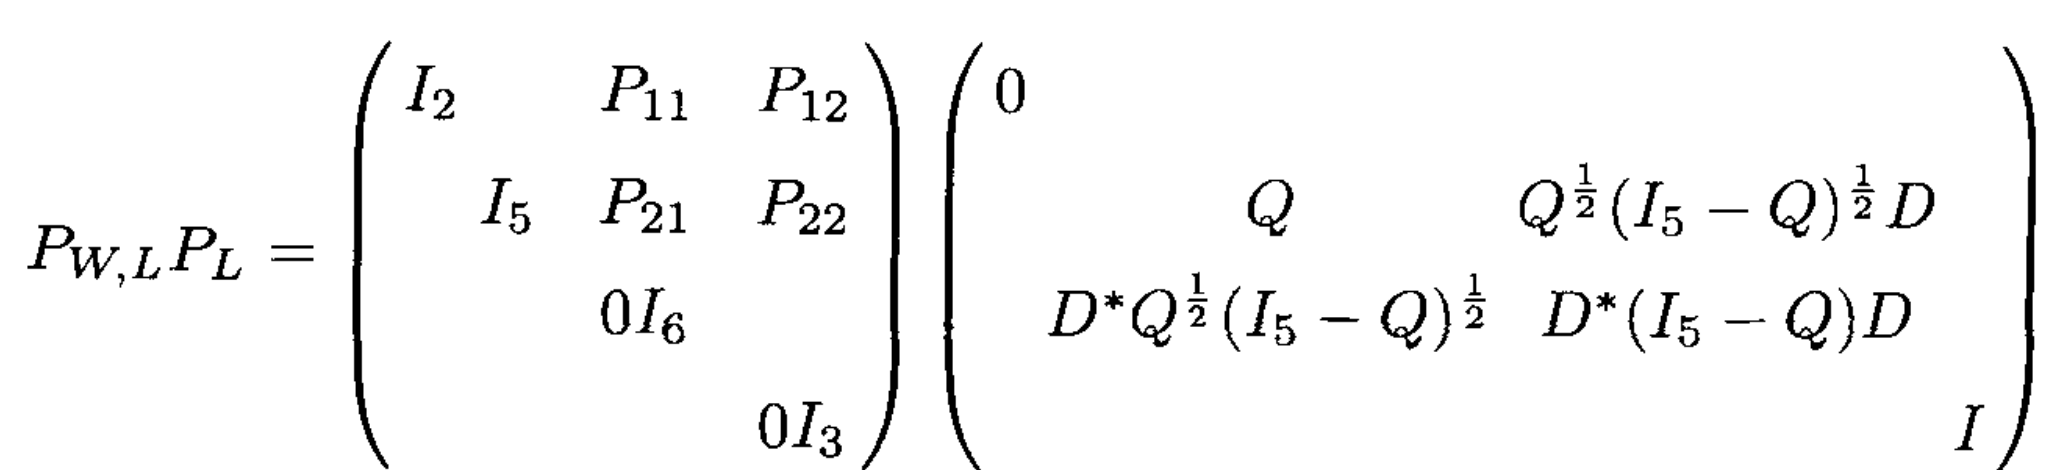 P_{W,L}P_L = \begin{pmatrix} I_2 & & P_{11} & P_{12} \\ & I_5 & P_{21} & P_{22} \\ & & 0I_6 & \\ & & & 0I_3 \end{pmatrix} \begin{pmatrix} 0 & & & \\ & Q & Q^{\frac{1}{2}}(I_5 - Q)^{\frac{1}{2}}D & \\ & D^*Q^{\frac{1}{2}}(I_5 - Q)^{\frac{1}{2}} & D^*(I_5 - Q)D & \\ & & & I \end{pmatrix}